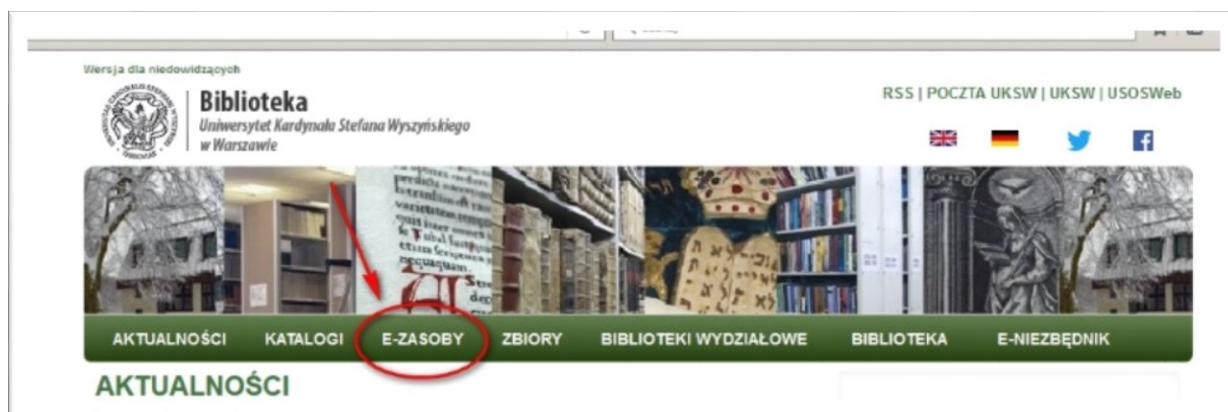 Wersja dla niedowidzących
Biblioteka
Uniwersytet Kardynała Stefana Wyszyńskiego
w Warszawie
RSS | POCZTA UKSW | UKSW | USOSWeb
AKTUALNOŚCI KATALOGI E-ZASOBY ZBIORY BIBLIOTEKI WYDZIAŁOWE BIBLIOTEKA E-NIEZBĘDNIK
AKTUALNOŚCI